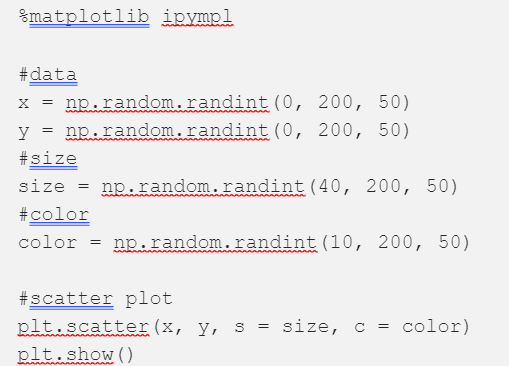 %matplotlib ipympl
#data
x = np.random.randint(0, 200, 50)
y = np.random.randint(0, 200, 50)
#size
size = np.random.randint(40, 200, 50)
#color
color = np.random.randint(10, 200, 50)
#scatter plot
plt.scatter(x, y, s = size, c = color)
plt.show()